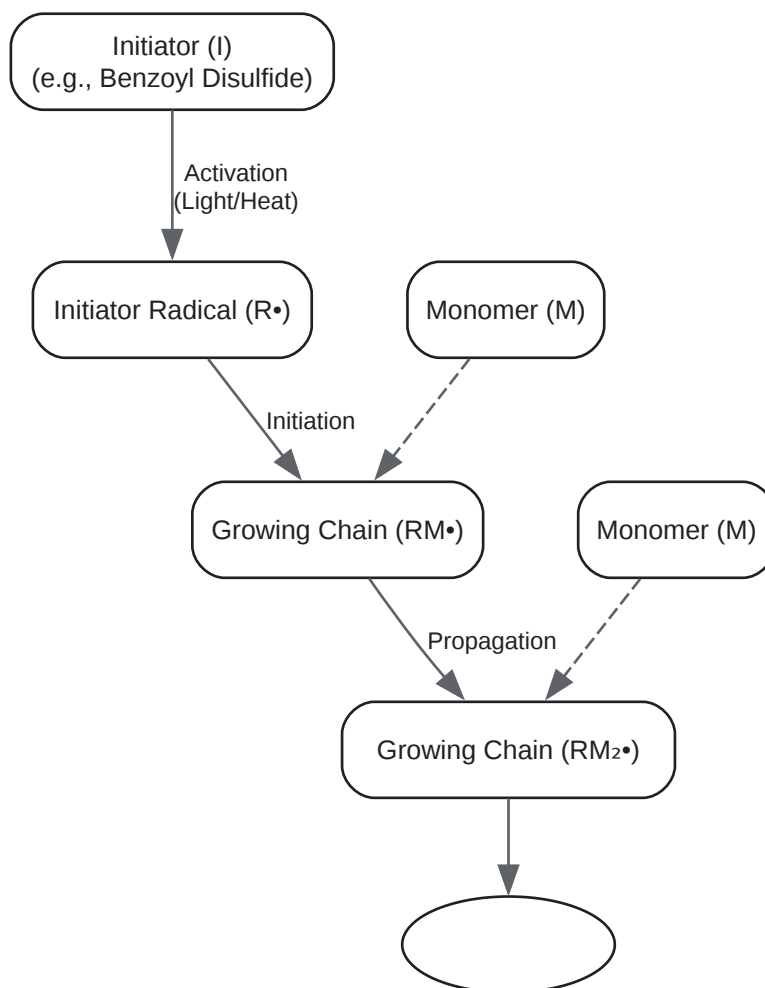 Initiator (I)
(e.g., Benzoyl Disulfide)
Activation
(Light/Heat)
Initiator Radical (R•)
Monomer (M)
Initiation
Growing Chain (RM•)
Monomer (M)
Propagation
Growing Chain (RM₂•)